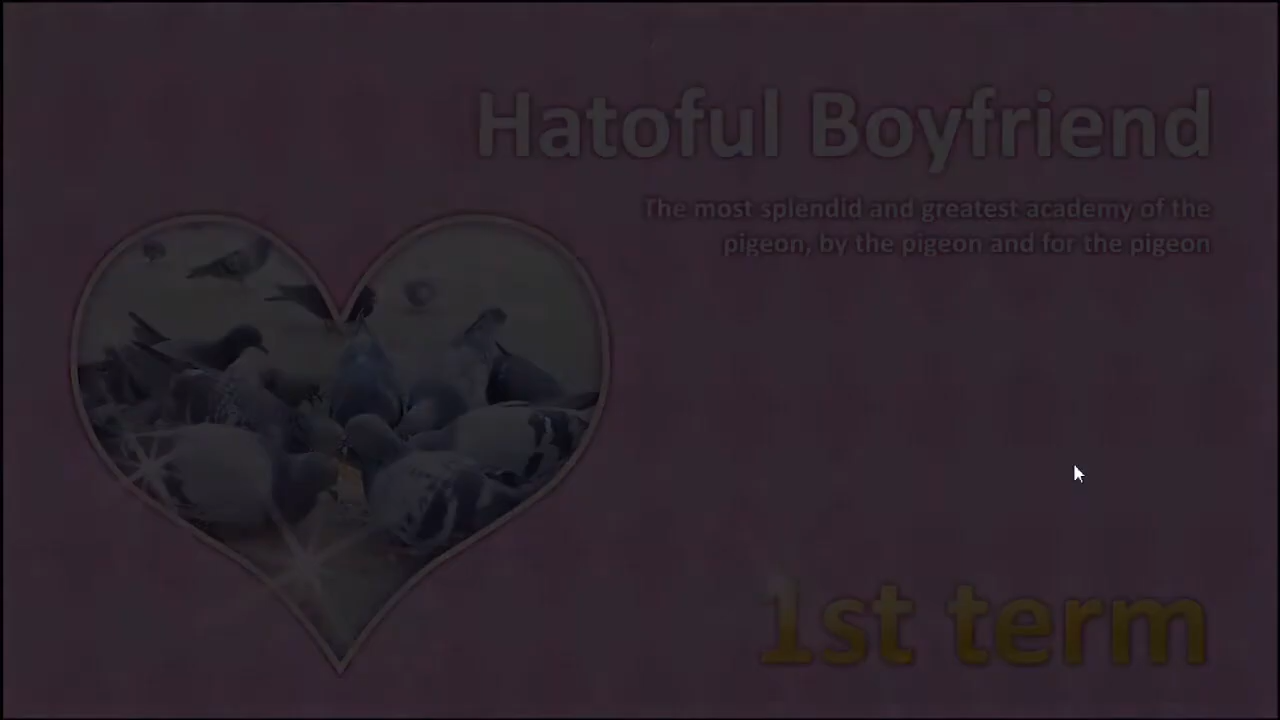 Hatoful Boyfriend
The most splendid and greatest academy of the
pigeon, by the pigeon and for the pigeon
1st term